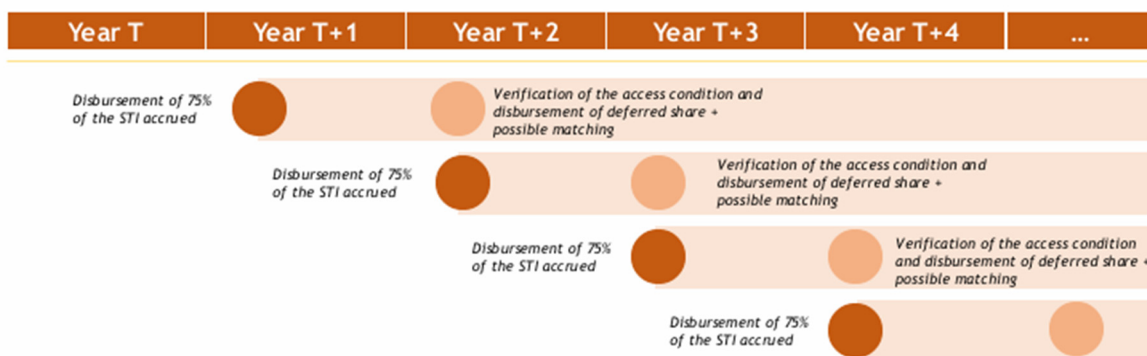 Year T
Year T+1
Year T+2
Year T+3
Year T+4
...
Disbursement of 75%
of the STI accrued
Verification of the access condition and
disbursement of deferred share +
possible matching
Disbursement of 75%
of the STI accrued
Verification of the access condition and
disbursement of deferred share +
possible matching
Disbursement of 75%
of the STI accrued
Verification of the access condition
and disbursement of deferred share +
possible matching
Disbursement of 75%
of the STI accrued